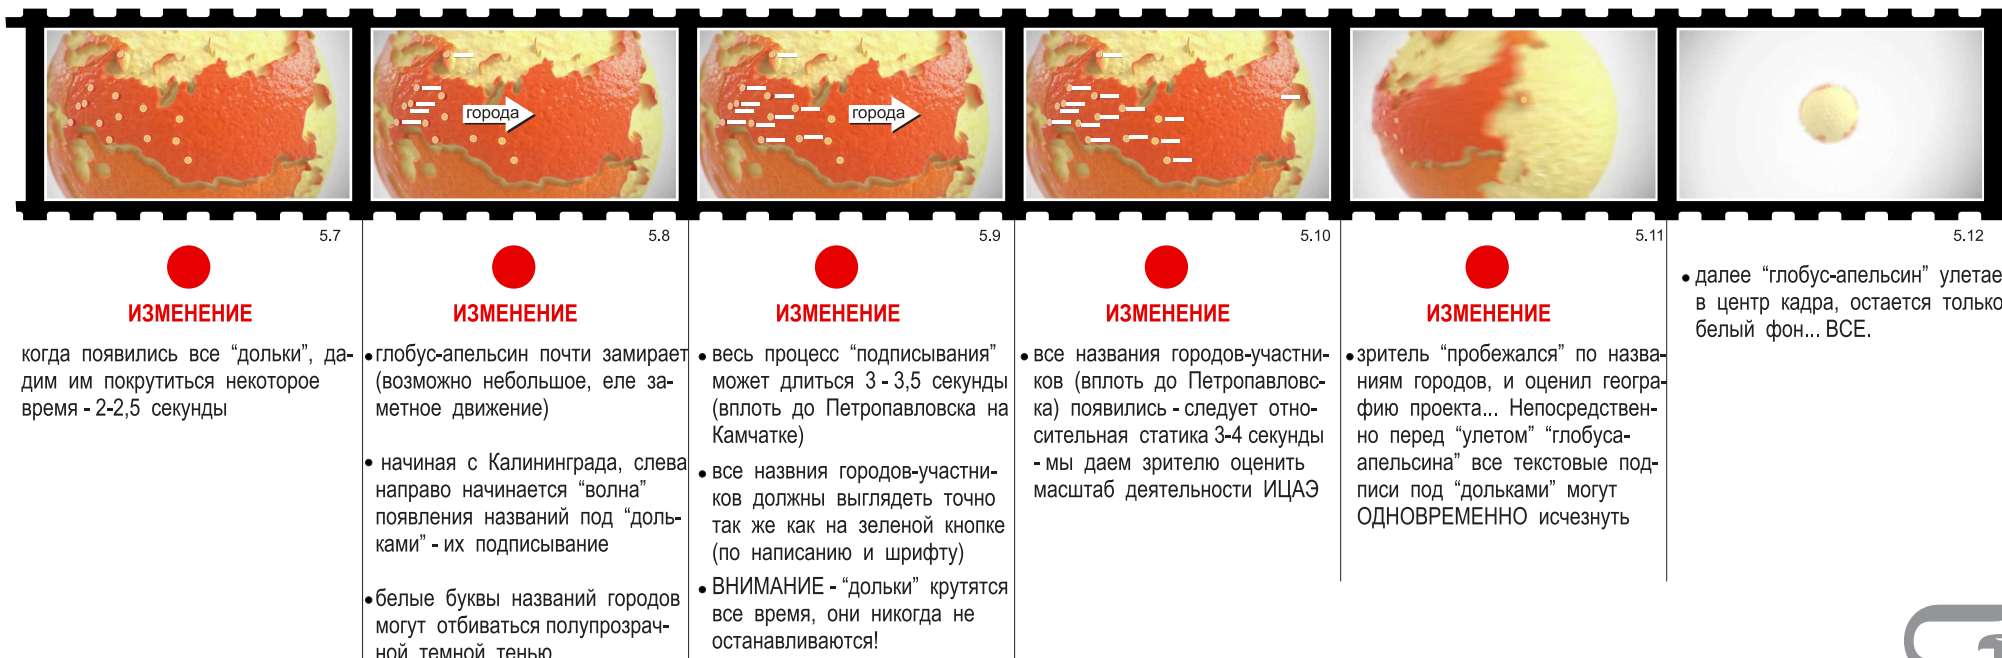 города
города
5.7
5.8
5.9
5.10
5.11
5.12
ИЗМЕНЕНИЕ
когда появились все “дольки”, да-
дим им покрутиться некоторое
время - 2-2,5 секунды
ИЗМЕНЕНИЕ
глобус-апельсин почти замирает
(возможно небольшое, еле за-
метное движение)
начиная с Калининграда, слева
направо начинается “волна”
появления названий под “доль-
ками” - их подписывание
белые буквы названий городов
могут отбиваться полупрозрач-
ной темной тенью
ИЗМЕНЕНИЕ
весь процесс “подписывания”
может длиться 3 - 3,5 секунды
(вплоть до Петропавловска на
Камчатке)
все назвния городов-участни-
ков должны выглядеть точно
так же как на зеленой кнопке
(по написанию и шрифту)
ВНИМАНИЕ - “дольки” крутятся
все время, они никогда не
останавливаются!
ИЗМЕНЕНИЕ
все названия городов-участни-
ков (вплоть до Петропавловс-
ка) появились - следует отно-
сительная статика 3-4 секунды
- мы даем зрителю оценить
масштаб деятельности ИЦАЭ
ИЗМЕНЕНИЕ
зритель “пробежался” по назва-
ниям городов, и оценил геогра-
фию проекта... Непосредствен-
но перед “улетом” “глобуса-
апельсина” все текстовые под-
писи под “дольками” могут
ОДНОВРЕМЕННО исчезнуть
далее “глобус-апельсин” улетае
в центр кадра, остается только
белый фон... ВСЕ.